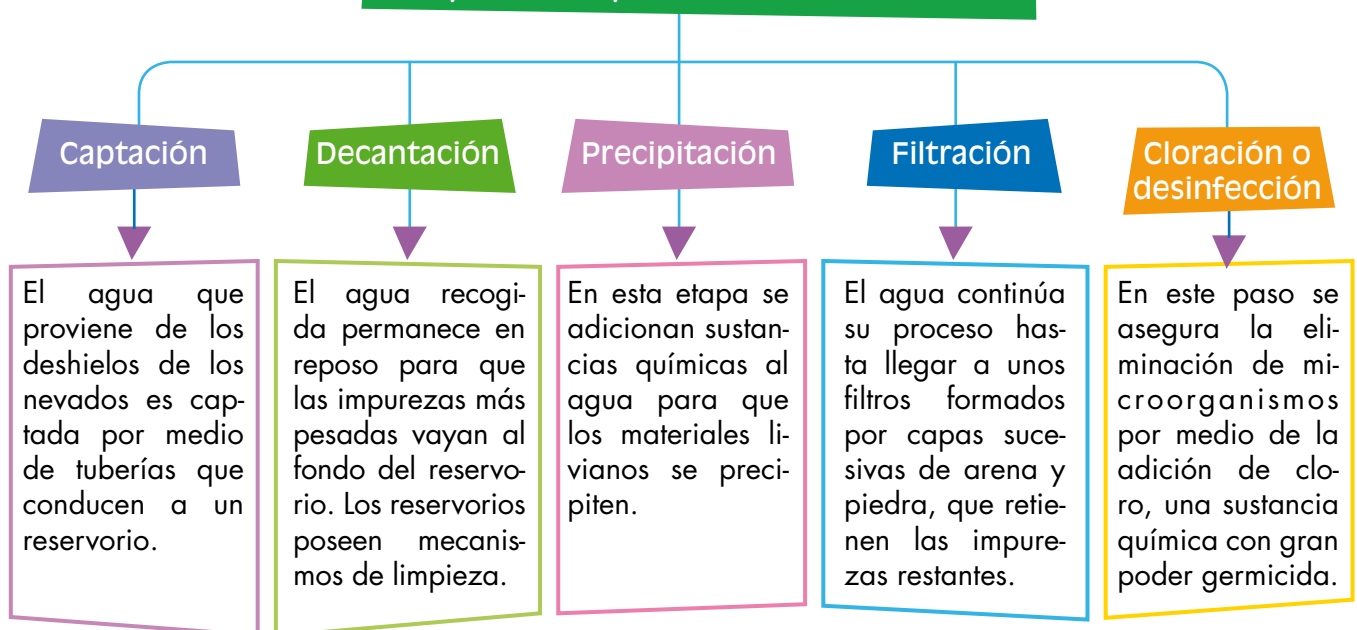 Captación
El agua que
proviene de los
deshielos de los
nevados es cap-
tada por medio
de tuberías que
conducen a un
reservorio.
Decantación
El agua recogi-
da permanece en
reposo para que
las impurezas más
pesadas vayan al
fondo del reservo-
rio. Los reservorios
poseen mecanis-
mos de limpieza.
Precipitación
En esta etapa se
adicionan sustan-
cias químicas al
agua para que
los materiales li-
vianos se preci-
piten.
Filtración
El agua continúa
su proceso has-
ta llegar a unos
filtros formados
por capas suce-
sivas de arena y
piedra, que retie-
nen las impure-
zas restantes.
Cloración o
desinfección
En este paso se
asegura la eli-
minación de mi-
croorganismos
por medio de la
adición de clo-
ro, una sustancia
química con gran
poder germicida.